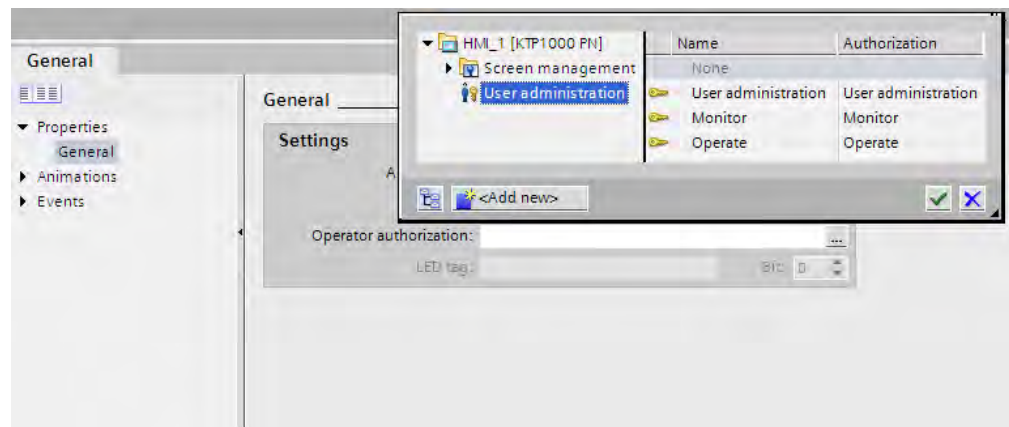 General
Properties
General
Animations
Events
General
Settings
A
Operator authorization:
...
LED tag:
Bit: 0
HMI_1 [KTP1000 PN]
Screen management
User administration
<Add new>
Name Authorization
None
User administration User administration
Monitor Monitor
Operate Operate